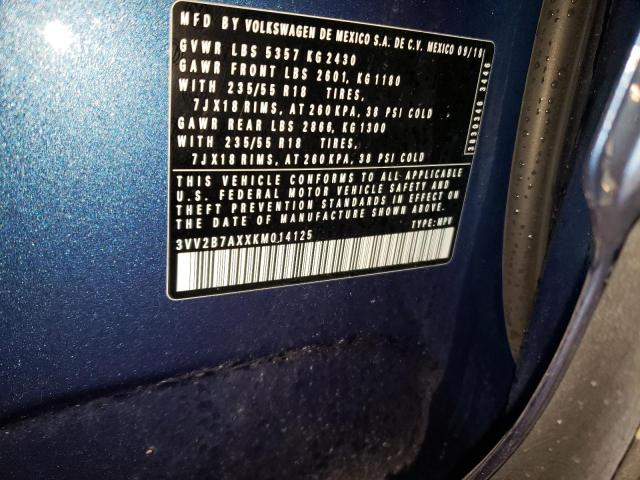 MFD BY VOLKSWAGEN DE MEXICO S.A. DE C.V. MEXICO 09/18
GVWR LBS 5357 KG 2430
GAWR FRONT LBS 2601, KG 1180
WITH 235/55 R18 TIRES,
7JX18 RIMS, AT 260 KPA, 38 PSI COLD
GAWR REAR LBS 2866, KG 1300
WITH 235/55 R18 TIRES,
7JX18 RIMS, AT 260 KPA, 38 PSI COLD
THIS VEHICLE CONFORMS TO ALL APPLICABLE
U.S. FEDERAL MOTOR VEHICLE SAFETY AND
THEFT PREVENTION STANDARDS IN EFFECT ON
THE DATE OF MANUFACTURE SHOWN ABOVE.
3VV2B7AXXKM014125 TYPE: MPV
3830346 3446